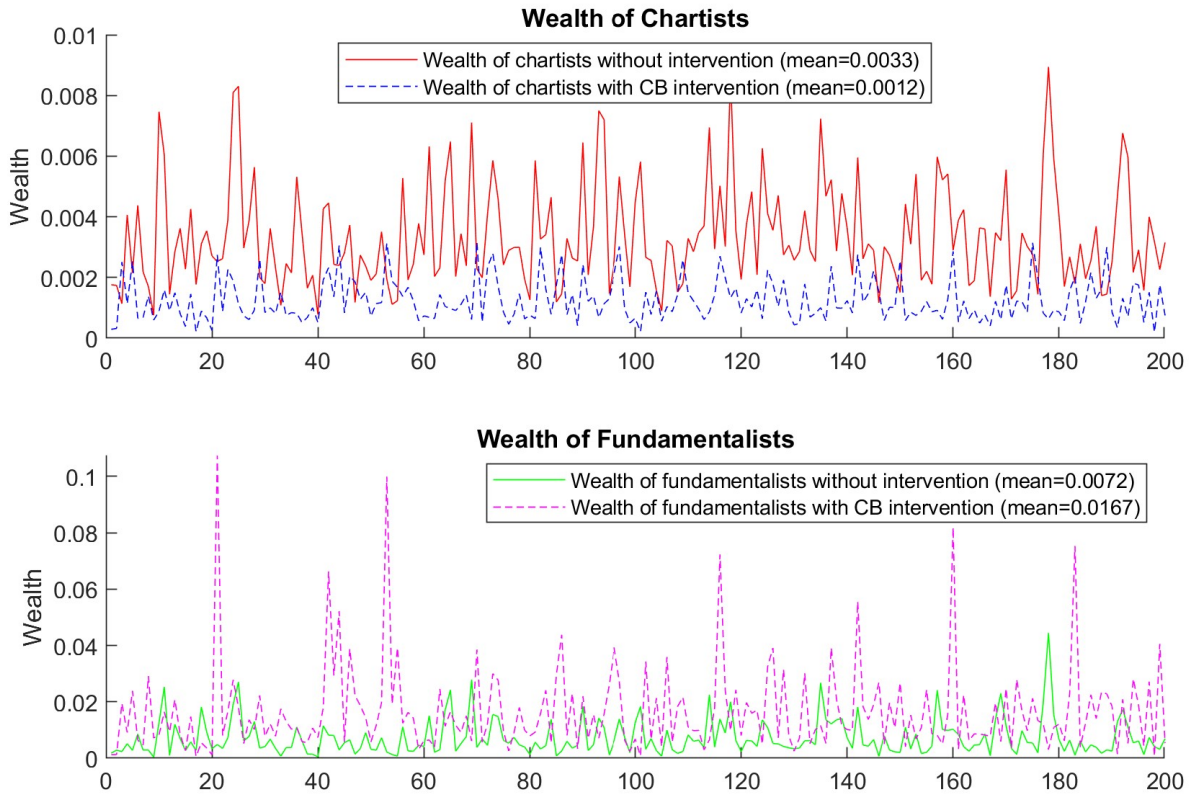 Wealth of Chartists
0.01
0.008
0.006
0.004
0.002
0
Wealth
Wealth of chartists without intervention (mean=0.0033)
Wealth of chartists with CB intervention (mean=0.0012)
0 20 40 60 80 100 120 140 160 180 200
Wealth of Fundamentalists
0.1
0.08
0.06
0.04
0.02
0
Wealth
Wealth of fundamentalists without intervention (mean=0.0072)
Wealth of fundamentalists with CB intervention (mean=0.0167)
0 20 40 60 80 100 120 140 160 180 200